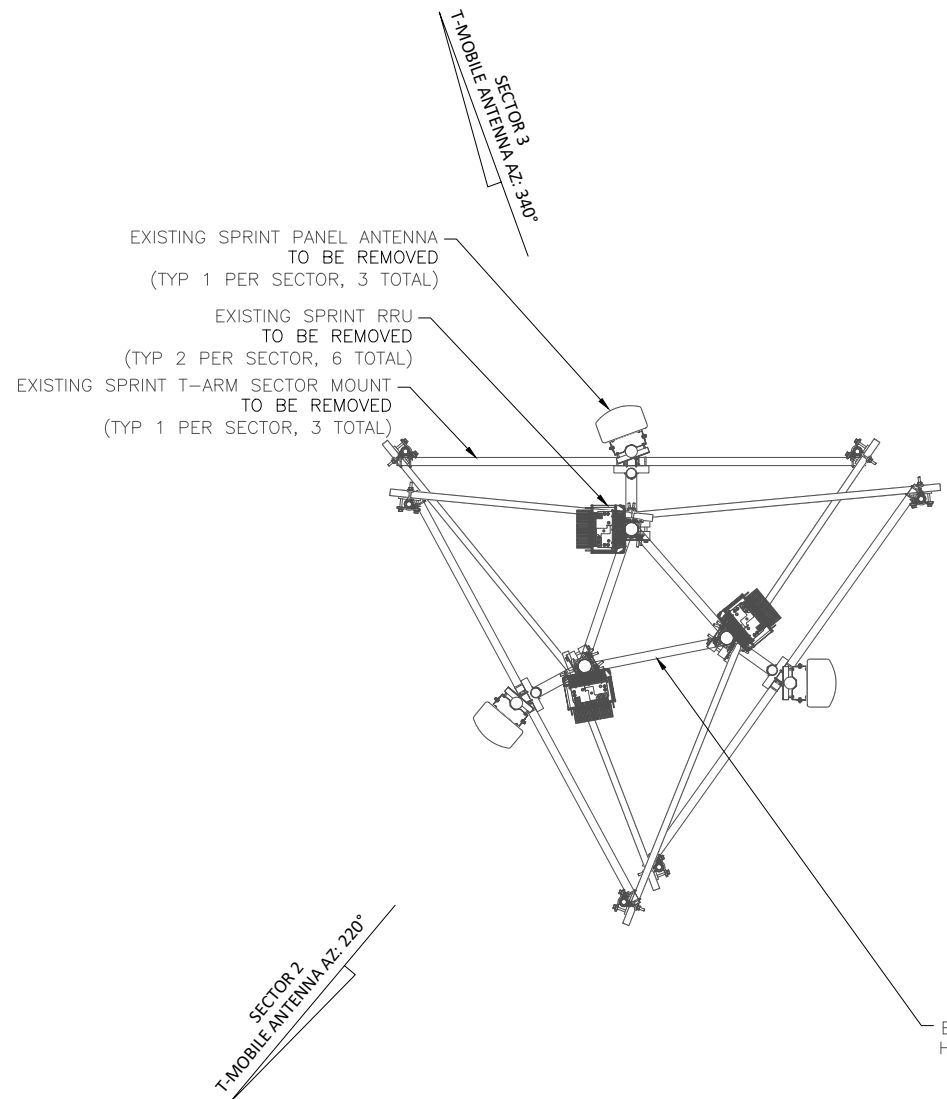 SECTOR 3
T-MOBILE ANTENNA AZ: 340°
EXISTING SPRINT PANEL ANTENNA
TO BE REMOVED
(TYP 1 PER SECTOR, 3 TOTAL)
EXISTING SPRINT RRU
TO BE REMOVED
(TYP 2 PER SECTOR, 6 TOTAL)
EXISTING SPRINT T-ARM SECTOR MOUNT
TO BE REMOVED
(TYP 1 PER SECTOR, 3 TOTAL)
SECTOR 2
T-MOBILE ANTENNA AZ: 220°